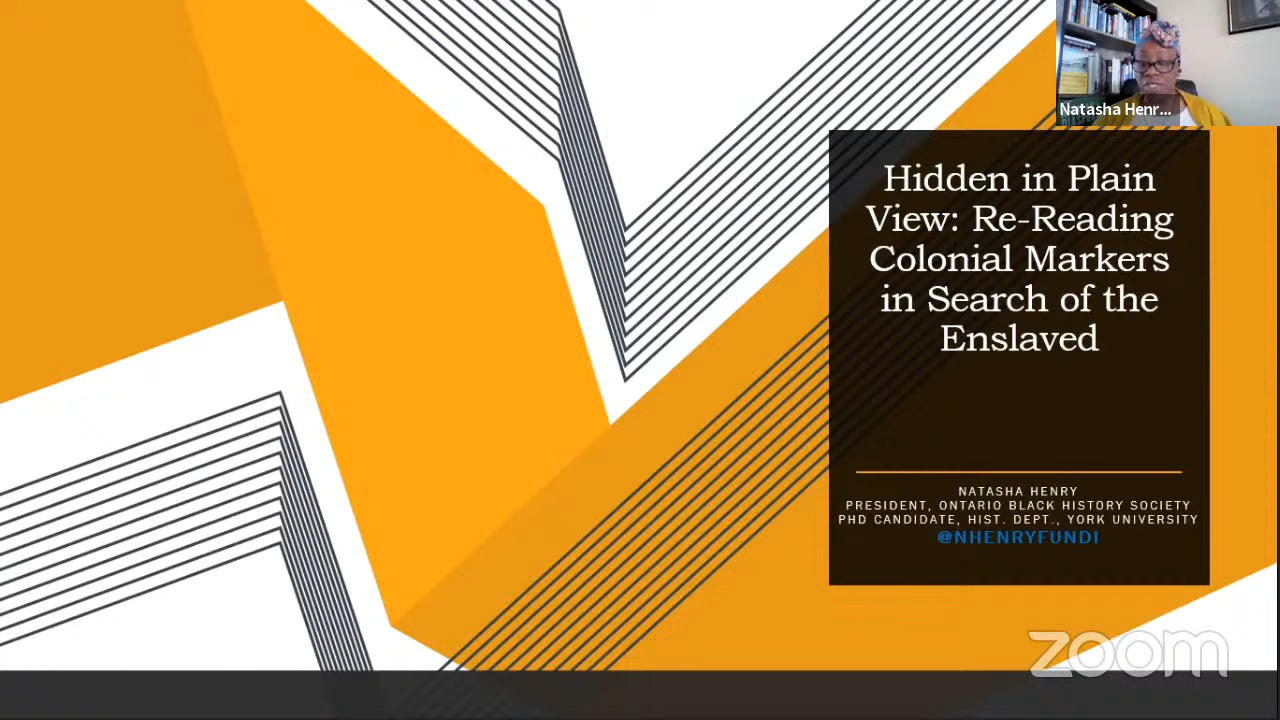 Natasha Henr...
Hidden in Plain
View: Re-Reading
Colonial Markers
in Search of the
Enslaved
NATASHA HENRY
PRESIDENT, ONTARIO BLACK HISTORY SOCIETY
PHD CANDIDATE, HIST. DEPT., YORK UNIVERSITY
@NHENRYFUNDI
zoom